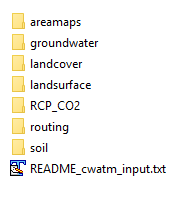 areamaps
groundwater
landcover
landsurface
RCP_CO2
routing
soil
README_cwatm_input.txt